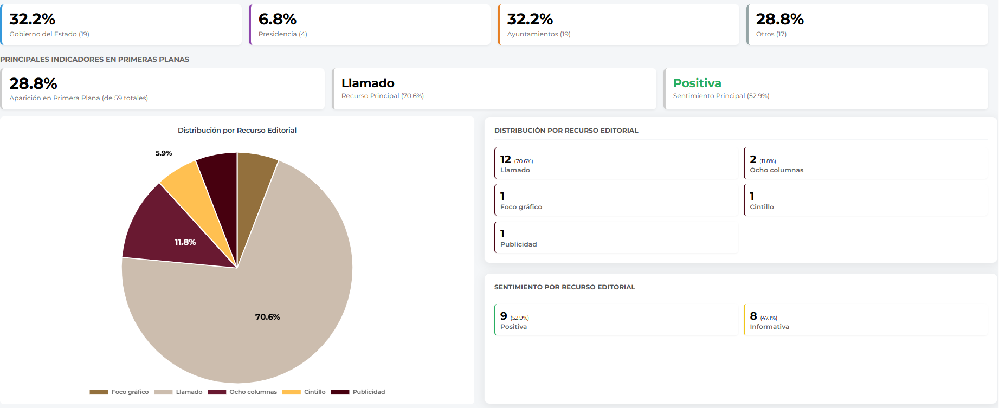 32.2%
Gobierno del Estado (19)
6.8%
Presidencia (4)
32.2%
Ayuntamientos (19)
28.8%
Otros (17)
PRINCIPALES INDICADORES EN PRIMERAS PLANAS
28.8%
Aparición en Primera Plana (de 59 totales)
Llamado
Recurso Principal (70.6%)
Positiva
Sentimiento Principal (52.9%)
Distribución por Recurso Editorial
5.9%
11.8%
70.6%
Foco gráfico Llamado Ocho columnas Cintillo Publicidad
DISTRIBUCIÓN POR RECURSO EDITORIAL
12 (70.6%)
Llamado
2 (11.8%)
Ocho columnas
1
Foco gráfico
1
Cintillo
1
Publicidad
SENTIMIENTO POR RECURSO EDITORIAL
9 (52.9%)
Positiva
8 (47.1%)
Informativa